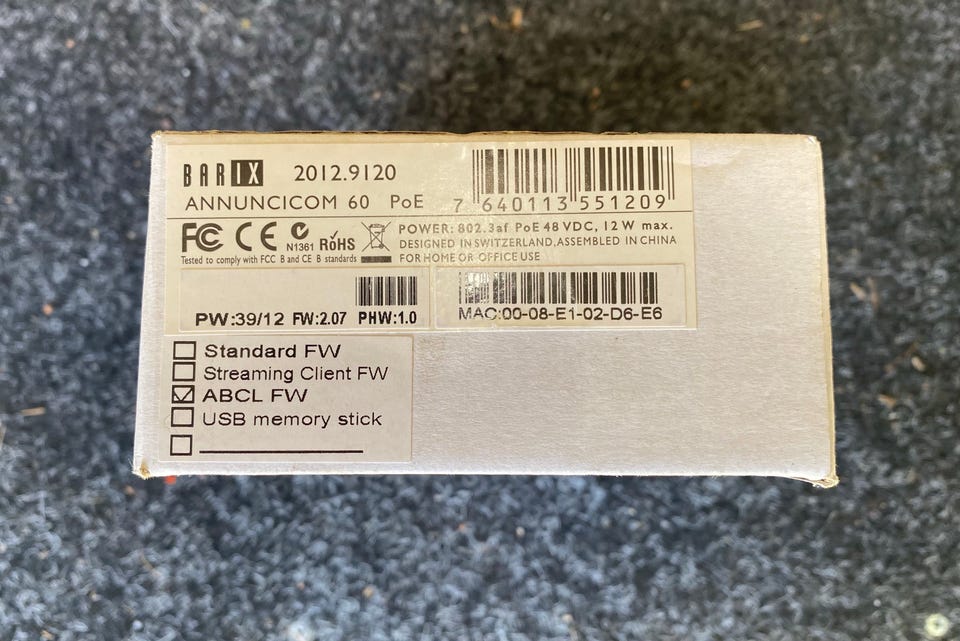 BARIX 2012.9120
ANNUNCICOM 60 PoE
7 640113 551209
FC CE N1361 RoHS
Tested to comply with FCC B and CE B standards
POWER: 802.3af PoE 48 VDC, 12 W max.
DESIGNED IN SWITZERLAND, ASSEMBLED IN CHINA
FOR HOME OR OFFICE USE
PW:39/12 FW:2.07 PHW:1.0
MAC:00-08-E1-02-D6-E6
Standard FW
Streaming Client FW
ABCL FW
USB memory stick